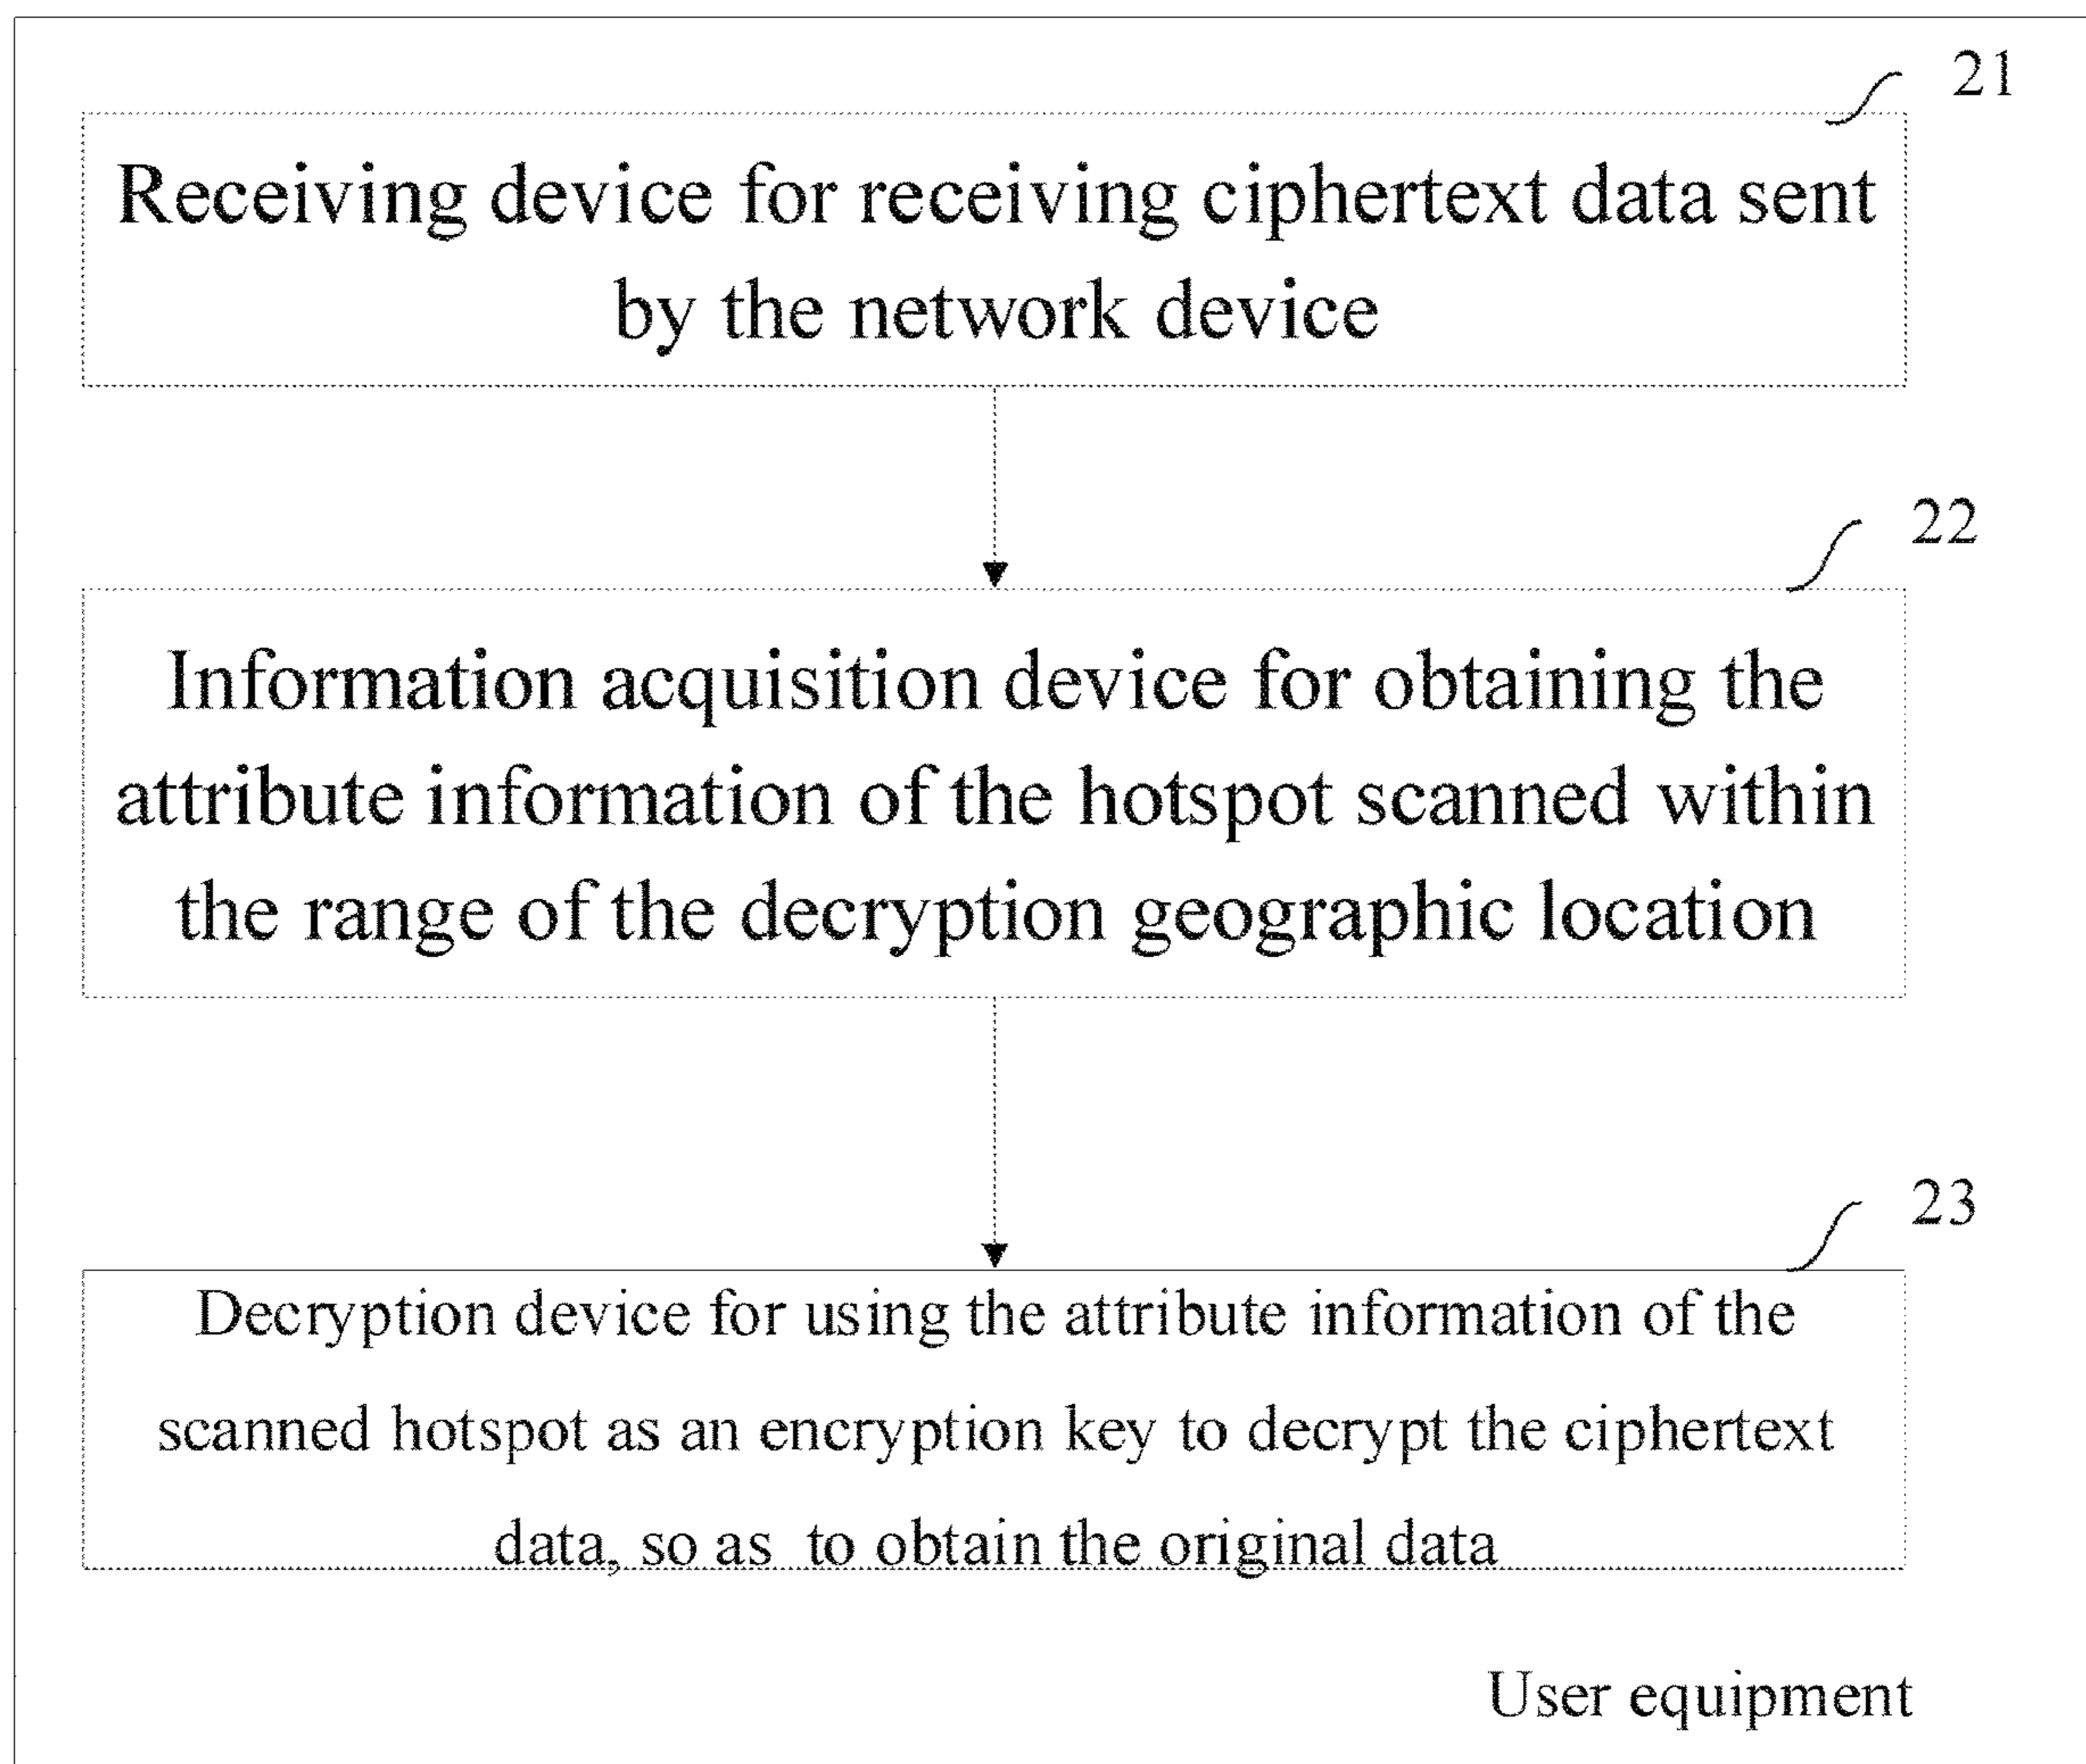 21
Receiving device for receiving ciphertext data sent
by the network device
22
Information acquisition device for obtaining the
attribute information of the hotspot scanned within
the range of the decryption geographic location
23
Decryption device for using the attribute information of the
scanned hotspot as an encryption key to decrypt the ciphertext
data, so as to obtain the original data
User equipment